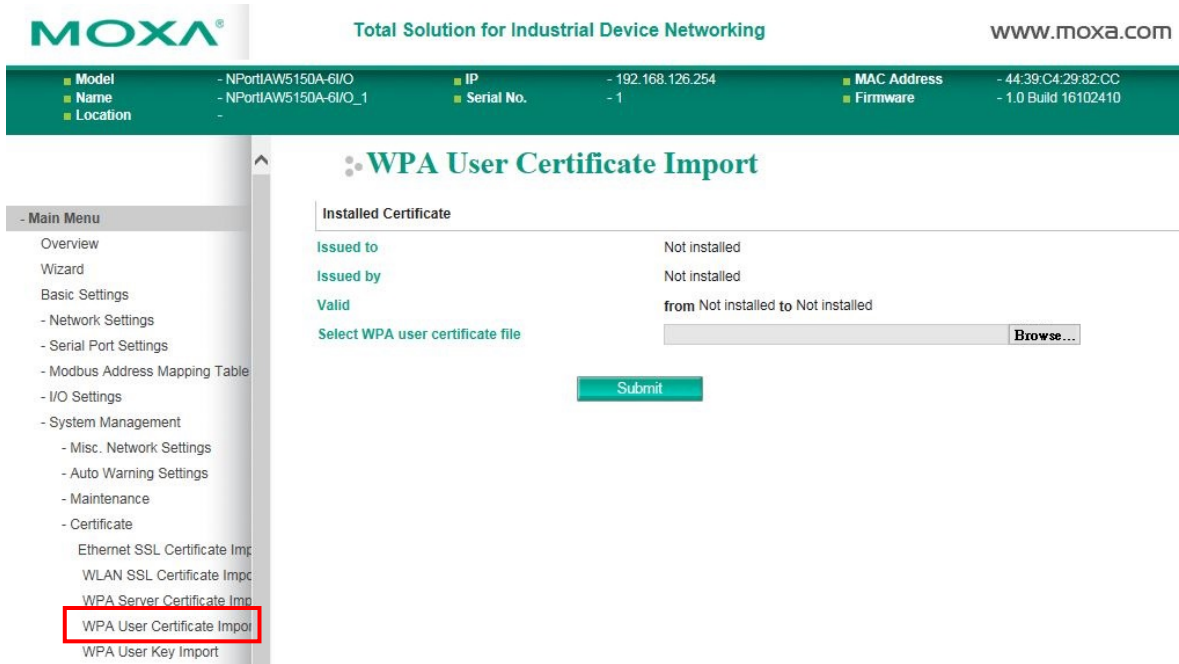 MOXA® Total Solution for Industrial Device Networking www.moxa.com
Model - NPortIAW5150A-6I/O IP - 192.168.126.254 MAC Address - 44:39:C4:29:82:CC
Name - NPortIAW5150A-6I/O_1 Serial No. - 1 Firmware - 1.0 Build 16102410
Location -
WPA User Certificate Import
- Main Menu
Overview
Wizard
Basic Settings
- Network Settings
- Serial Port Settings
- Modbus Address Mapping Table
- I/O Settings
- System Management
- Misc. Network Settings
- Auto Warning Settings
- Maintenance
- Certificate
Ethernet SSL Certificate Imp
WLAN SSL Certificate Impo
WPA Server Certificate Imp
WPA User Certificate Impor
WPA User Key Import
Installed Certificate
Issued to Not installed
Issued by Not installed
Valid from Not installed to Not installed
Select WPA user certificate file Browse...
Submit